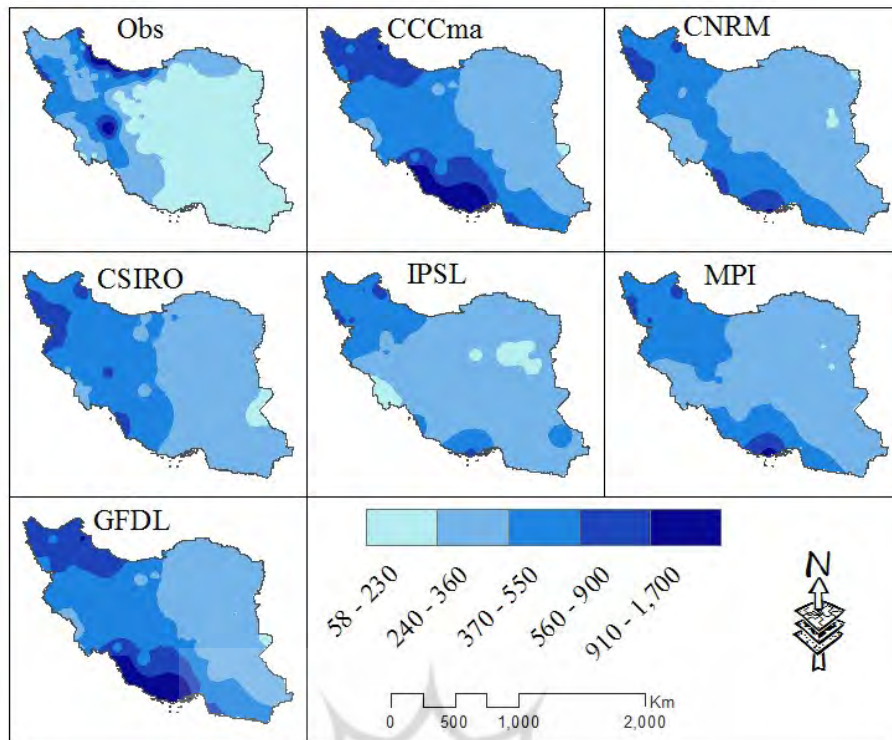 Obs
CCCma
CNRM
CSIRO
IPSL
MPI
GFDL
58 - 230
240 - 360
370 - 550
560 - 900
910 - 1,700
N
Km
0 500 1,000 2,000